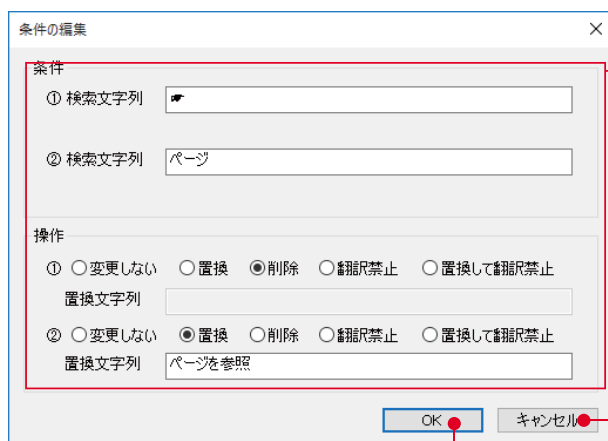 条件の編集
条件
① 検索文字列 ☛
② 検索文字列 ページ
操作
① 変更しない 置換 削除 翻訳禁止 置換して翻訳禁止
置換文字列
② 変更しない 置換 削除 翻訳禁止 置換して翻訳禁止
置換文字列 ページを参照
OK キャンセル